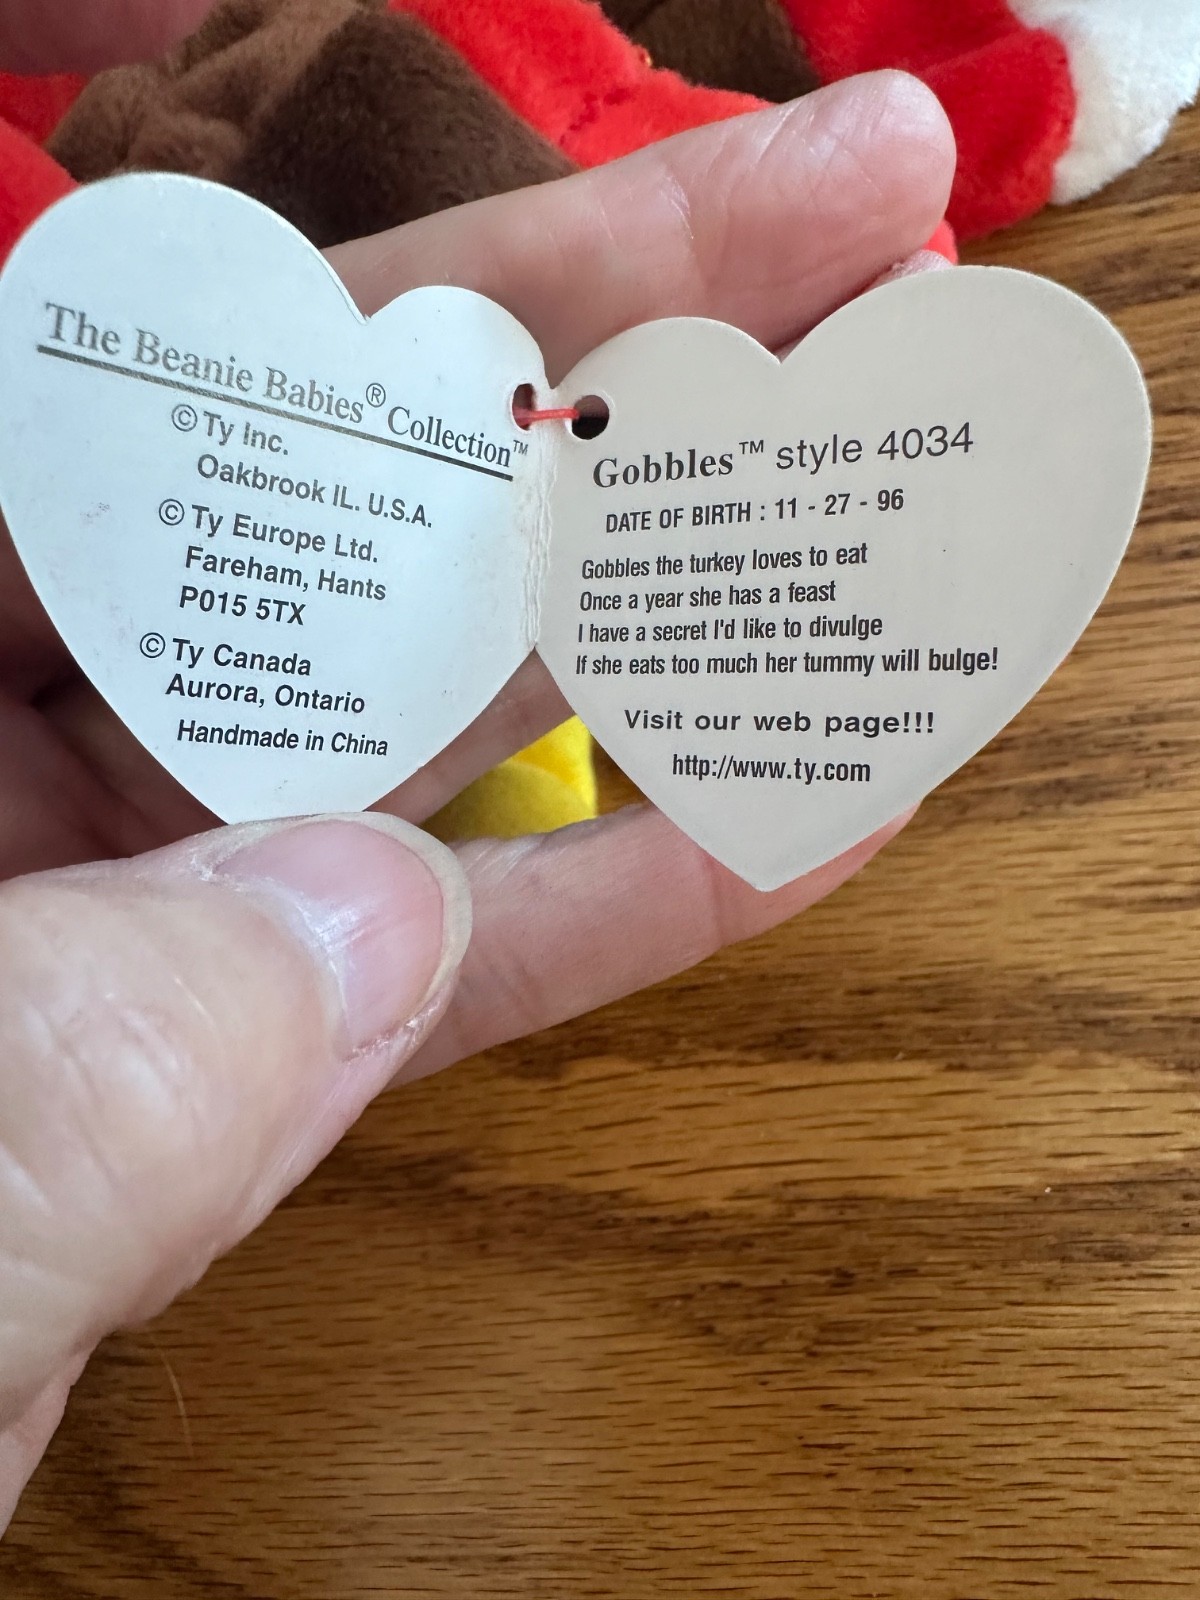 The Beanie Babies® Collection™
© Ty Inc.
Oakbrook IL. U.S.A.
© Ty Europe Ltd.
Fareham, Hants
P015 5TX
© Ty Canada
Aurora, Ontario
Handmade in China
Gobbles™ style 4034
DATE OF BIRTH : 11 - 27 - 96
Gobbles the turkey loves to eat
Once a year she has a feast
I have a secret I'd like to divulge
If she eats too much her tummy will bulge!
Visit our web page!!!
http://www.ty.com